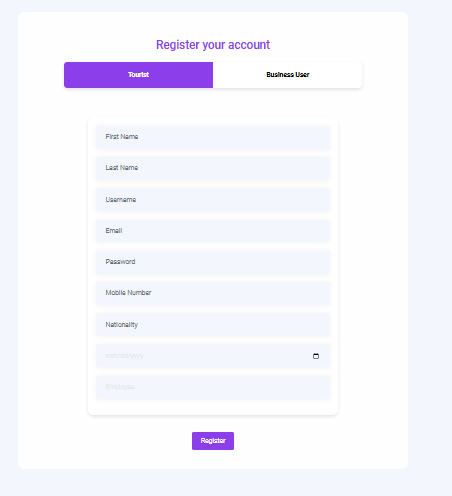 Register your account
Tourist
Business User
First Name
Last Name
Username
Email
Password
Mobile Number
Nationality
mm/dd/yyyy
Employee
Register